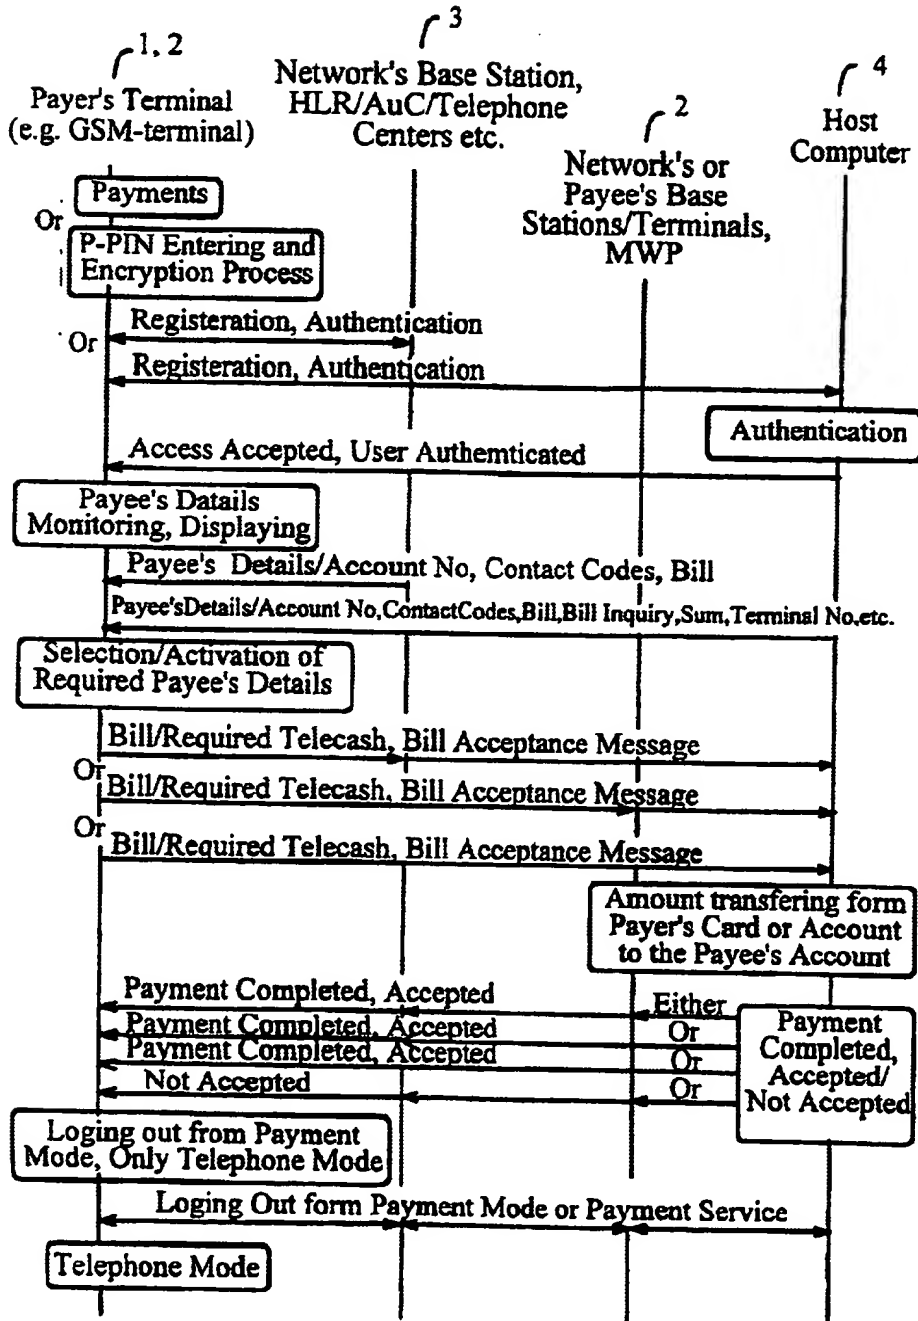 1, 2
Payer's Terminal
(e.g. GSM-terminal)
3
Network's Base Station,
HLR/AuC/Telephone
Centers etc.
2
Network's or
Payee's Base
Stations/Terminals,
MWP
4
Host
Computer
Payments
Or
P-PIN Entering and
Encryption Process
Registeration, Authentication
Or
Registeration, Authentication
Authentication
Access Accepted, User Authemticated
Payee's Datails
Monitoring, Displaying
Payee's Details/Account No, Contact Codes, Bill
Payee'sDetails/Account No,ContactCodes,Bill,Bill Inquiry,Sum,Terminal No,etc.
Selection/Activation of
Required Payee's Details
Bill/Required Telecash, Bill Acceptance Message
Or
Bill/Required Telecash, Bill Acceptance Message
Or
Bill/Required Telecash, Bill Acceptance Message
Amount transfering form
Payer's Card or Account
to the Payee's Account
Payment Completed, Accepted
Either
Payment Completed, Accepted
Or
Payment Completed, Accepted
Or
Not Accepted
Or
Payment
Completed,
Accepted/
Not Accepted
Loging out from Payment
Mode, Only Telephone Mode
Loging Out form Payment Mode or Payment Service
Telephone Mode